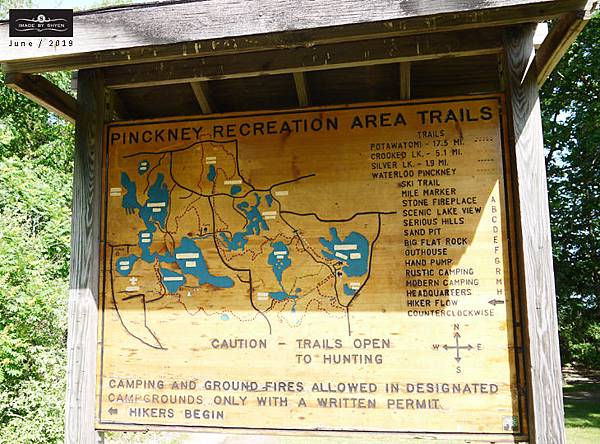 IMAGE BY SHYEN
June / 2019
PINCKNEY RECREATION AREA TRAILS
TRAILS
POTAWATOMI - 17.5 MI.
CROOKED LK. - 5.1 MI.
SILVER LK. - 1.9 MI.
WATERLOO PINCKNEY
SKI TRAIL
MILE MARKER
STONE FIREPLACE A
SCENIC LAKE VIEW B
SERIOUS HILLS C
SAND PIT D
BIG FLAT ROCK E
OUTHOUSE F
HAND PUMP G
RUSTIC CAMPING R
MODERN CAMPING M
HEADQUARTERS H
HIKER FLOW ←
COUNTERCLOCKWISE
N
W E
S
CAUTION - TRAILS OPEN
TO HUNTING
CAMPING AND GROUND FIRES ALLOWED IN DESIGNATED
CAMPGROUNDS ONLY WITH A WRITTEN PERMIT
← HIKERS BEGIN